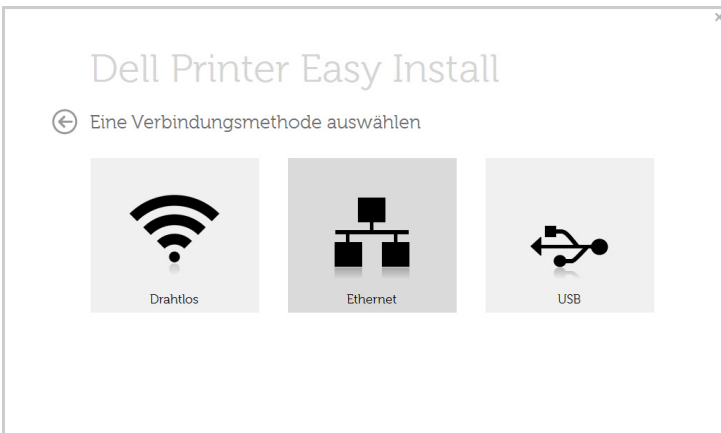 Dell Printer Easy Install
Eine Verbindungsmethode auswählen
Drahtlos
Ethernet
USB